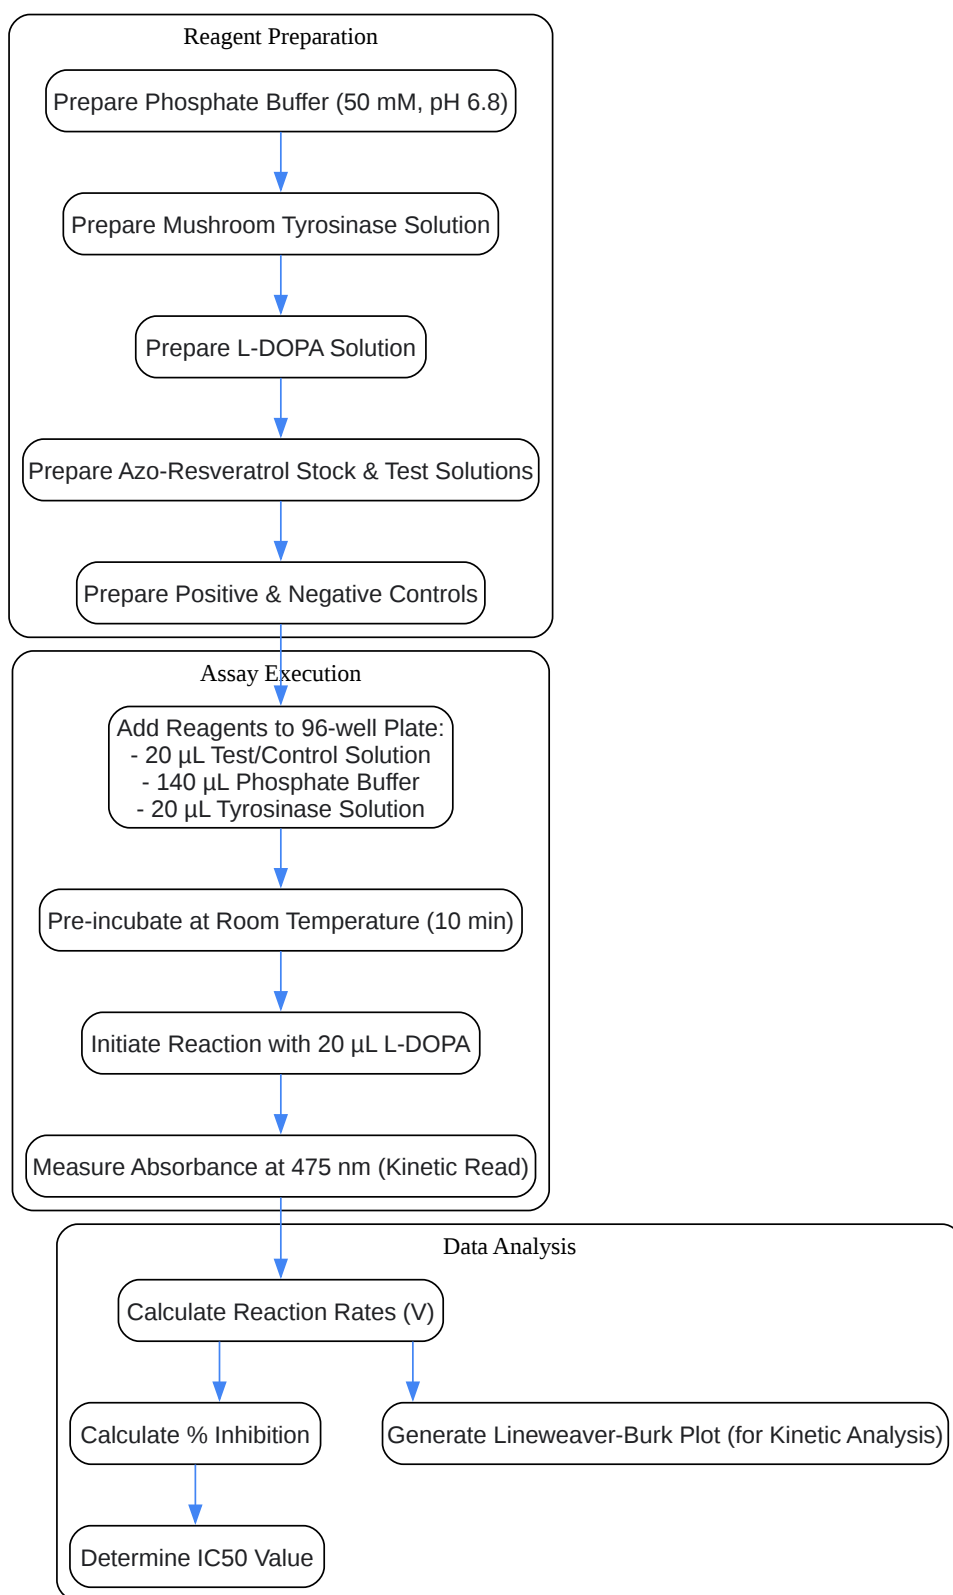 Reagent Preparation
Prepare Phosphate Buffer (50 mM, pH 6.8)
Prepare Mushroom Tyrosinase Solution
Prepare L-DOPA Solution
Prepare Azo-Resveratrol Stock & Test Solutions
Prepare Positive & Negative Controls
Assay Execution
Add Reagents to 96-well Plate:
- 20 µL Test/Control Solution
- 140 µL Phosphate Buffer
- 20 µL Tyrosinase Solution
Pre-incubate at Room Temperature (10 min)
Initiate Reaction with 20 µL L-DOPA
Measure Absorbance at 475 nm (Kinetic Read)
Data Analysis
Calculate Reaction Rates (V)
Calculate % Inhibition
Generate Lineweaver-Burk Plot (for Kinetic Analysis)
Determine IC50 Value